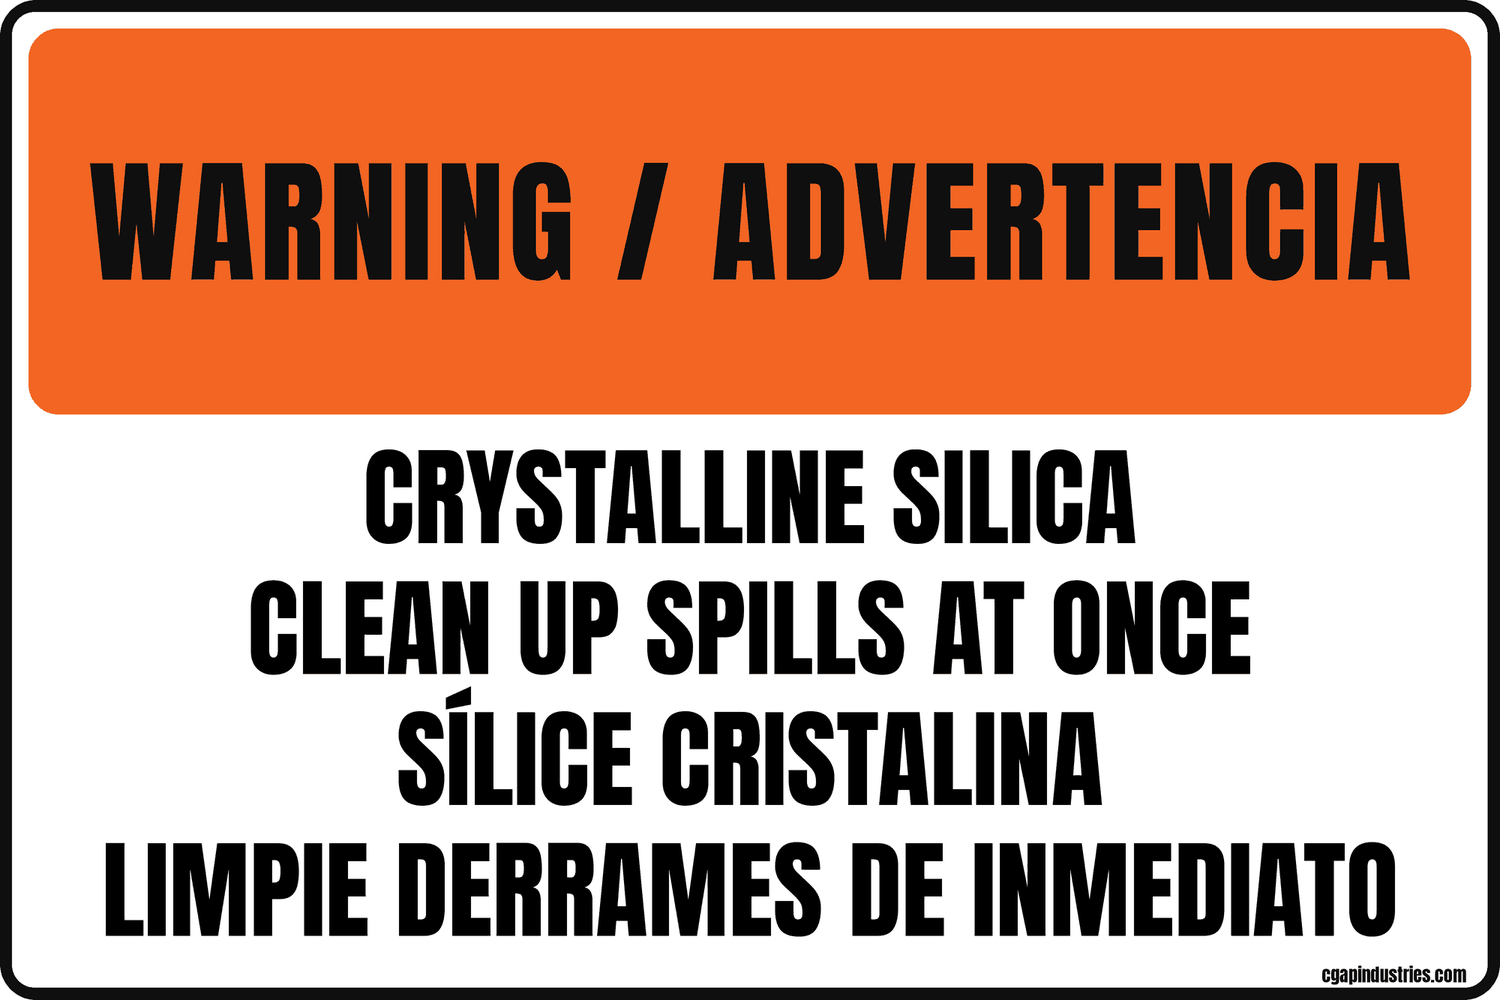 WARNING / ADVERTENCIA
CRYSTALLINE SILICA
CLEAN UP SPILLS AT ONCE
SÍLICE CRISTALINA
LIMPIE DERRAMES DE INMEDIATO
cgapindustries.com